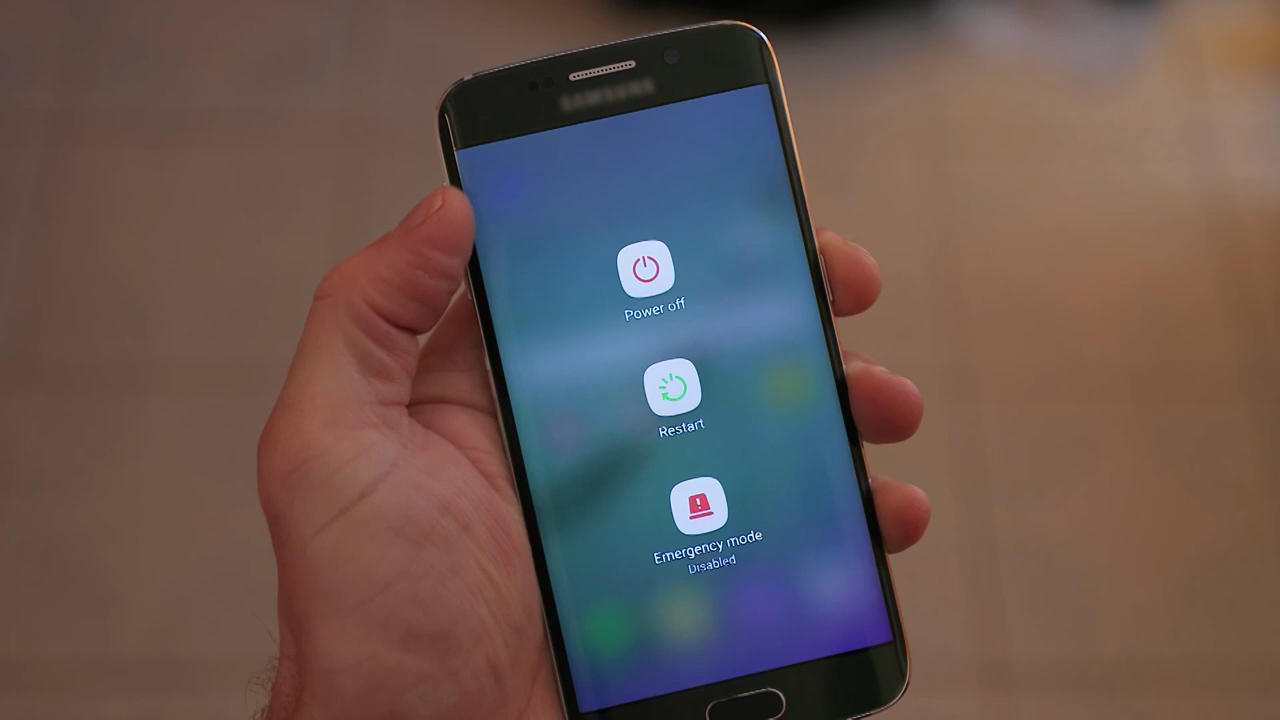 SAMSUNG
Power off
Restart
Emergency mode
Disabled